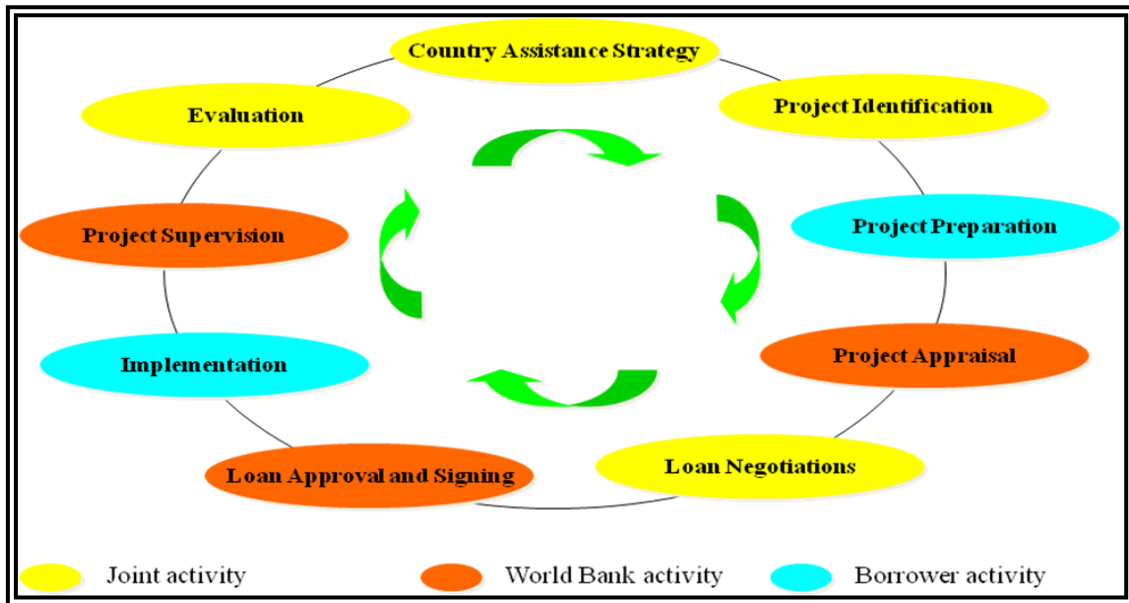 Country Assistance Strategy
Project Identification
Project Preparation
Project Appraisal
Loan Negotiations
Loan Approval and Signing
Implementation
Project Supervision
Evaluation
Joint activity
World Bank activity
Borrower activity